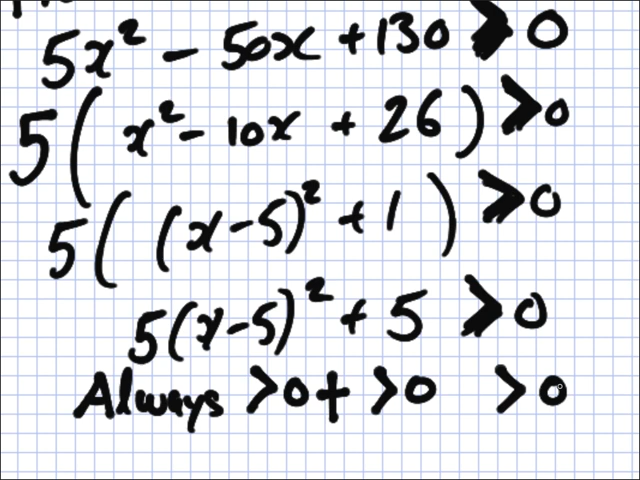 5x² - 50x + 130 > 0
5( x² - 10x + 26 ) > 0
5( (x-5)² + 1 ) > 0
5(x-5)² + 5 > 0
Always >0 + >0 >0